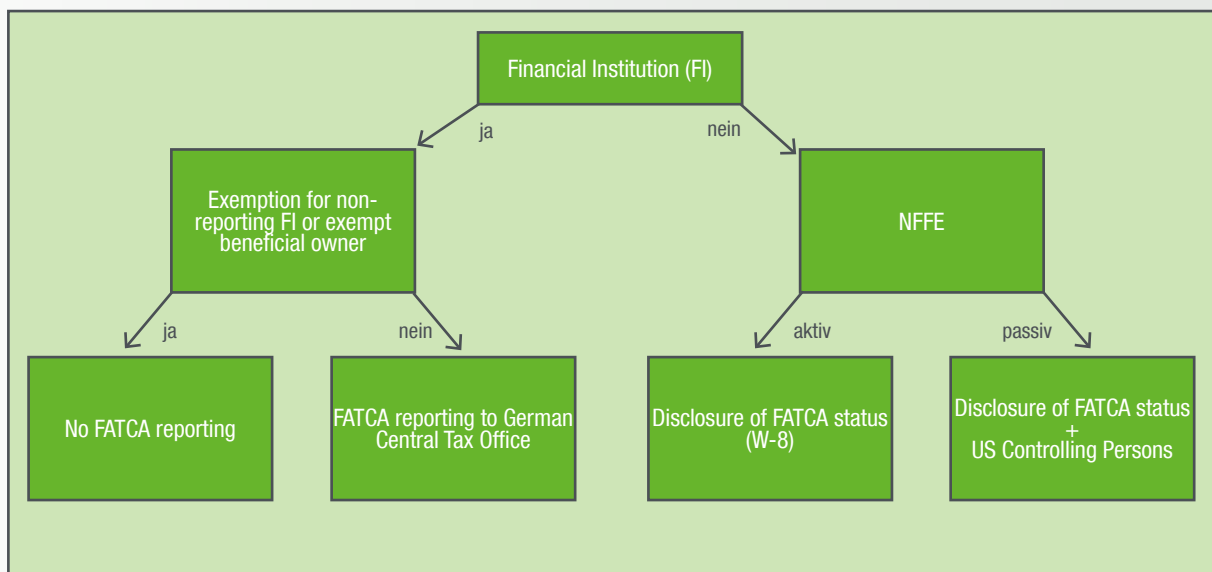 Financial Institution (FI)
ja
nein
Exemption for non-
reporting FI or exempt
beneficial owner
NFFE
ja
nein
aktiv
passiv
No FATCA reporting
FATCA reporting to German
Central Tax Office
Disclosure of FATCA status
(W-8)
Disclosure of FATCA status
+
US Controlling Persons